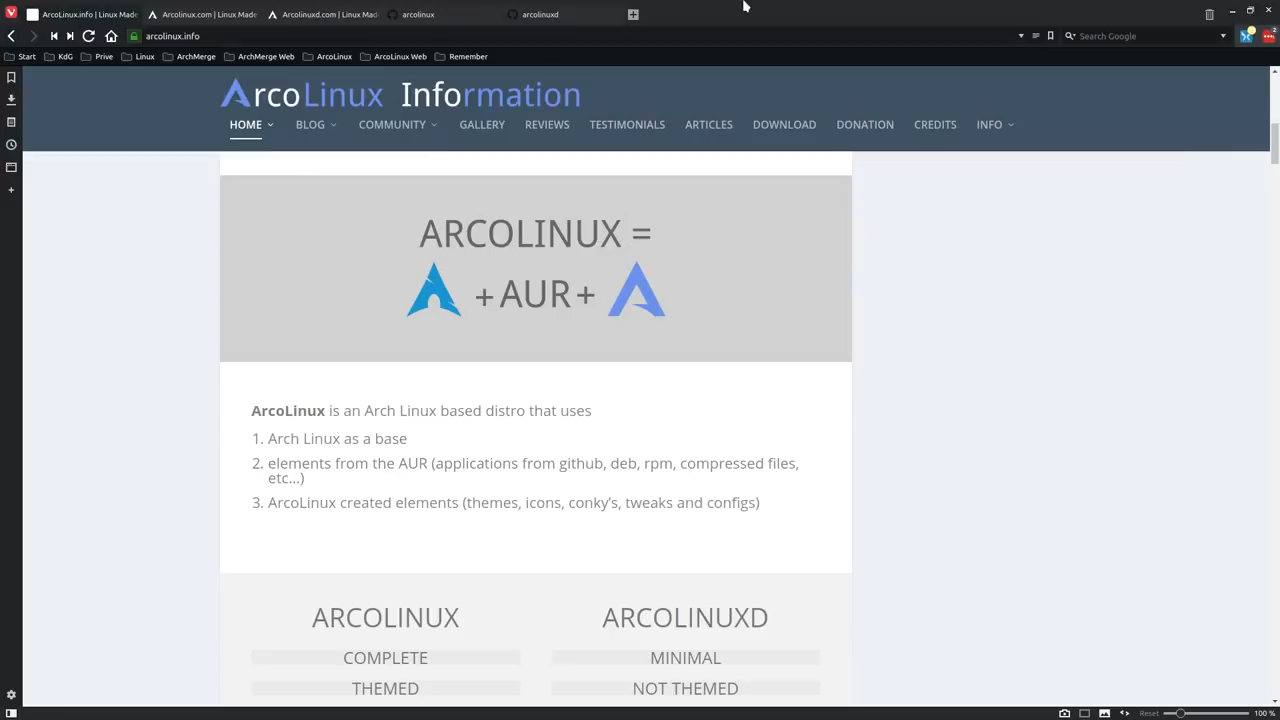 ArcoLinux.info | Linux Made
Arcolinux.com | Linux Made
Arcolinuxd.com | Linux Mad
arcolinux
arcolinuxd
arcolinux.info
Search Google
Start
KdG
Prive
Linux
ArchMerge
ArchMerge Web
ArcoLinux
ArcoLinux Web
Remember
ArcoLinux Information
HOME
BLOG
COMMUNITY
GALLERY
REVIEWS
TESTIMONIALS
ARTICLES
DOWNLOAD
DONATION
CREDITS
INFO
ARCOLINUX =
+ AUR +
ArcoLinux is an Arch Linux based distro that uses
1. Arch Linux as a base
2. elements from the AUR (applications from github, deb, rpm, compressed files,
etc…)
3. ArcoLinux created elements (themes, icons, conky's, tweaks and configs)
ARCOLINUX
ARCOLINUXD
COMPLETE
MINIMAL
THEMED
NOT THEMED
Reset
100 %